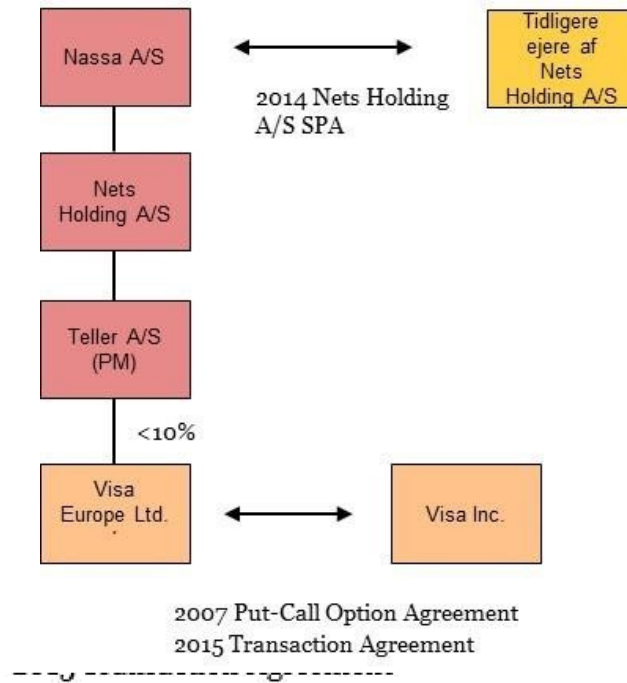 Nassa A/S
Tidligere
ejere af
Nets
Holding A/S
2014 Nets Holding
A/S SPA
Nets
Holding A/S
Teller A/S
(PM)
<10%
Visa
Europe Ltd.
Visa Inc.
2007 Put-Call Option Agreement
2015 Transaction Agreement